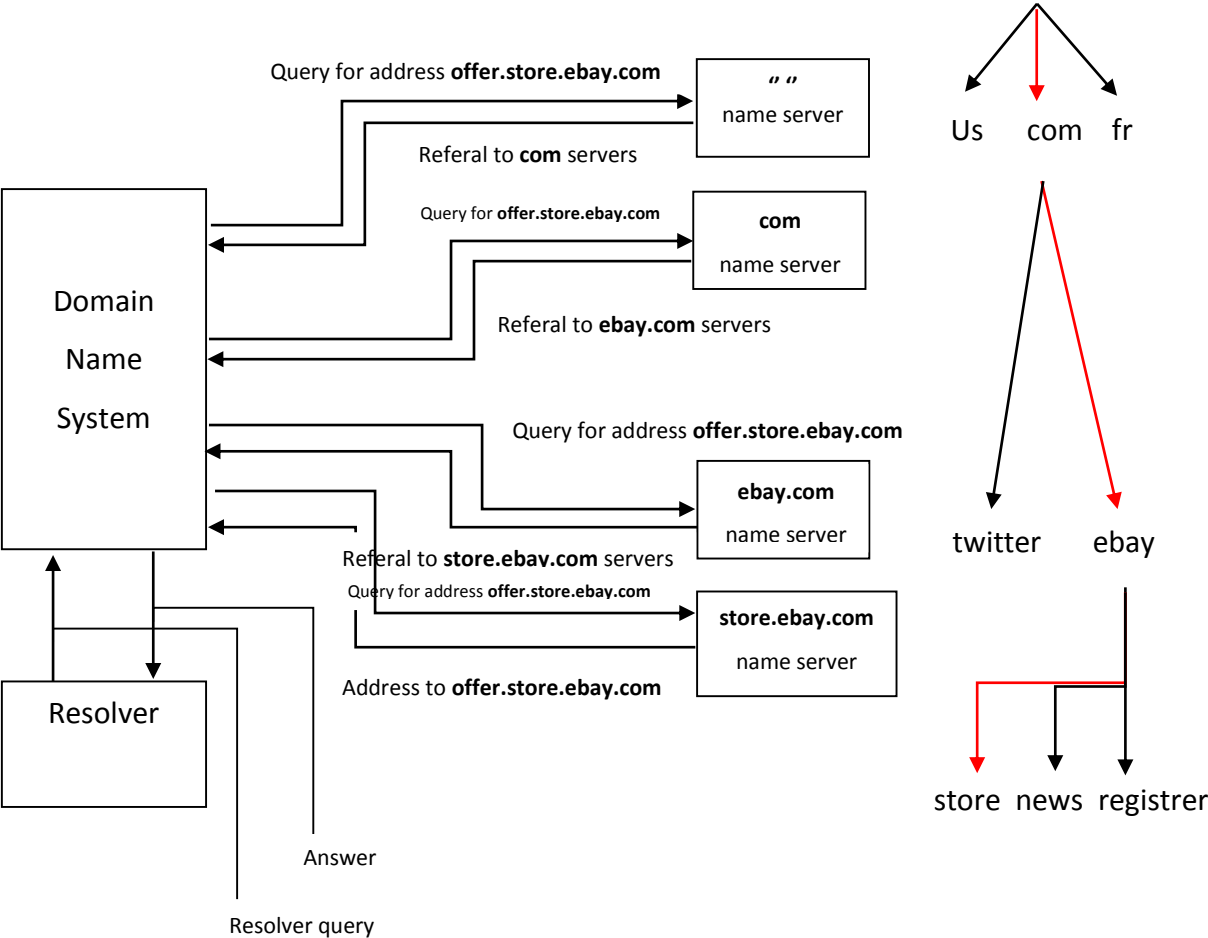 Query for address offer.store.ebay.com
“ ”
name server
Referal to com servers
Query for offer.store.ebay.com
com
name server
Referal to ebay.com servers
Domain
Name
System
Query for address offer.store.ebay.com
ebay.com
name server
Referal to store.ebay.com servers
Query for address offer.store.ebay.com
store.ebay.com
name server
Address to offer.store.ebay.com
Resolver
Answer
Resolver query
Us com fr
twitter ebay
store news registrer